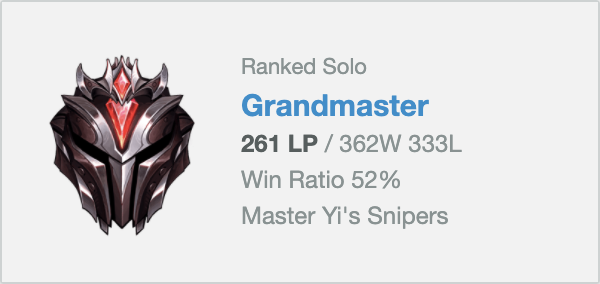 Ranked Solo
Grandmaster
261 LP / 362W 333L
Win Ratio 52%
Master Yi's Snipers